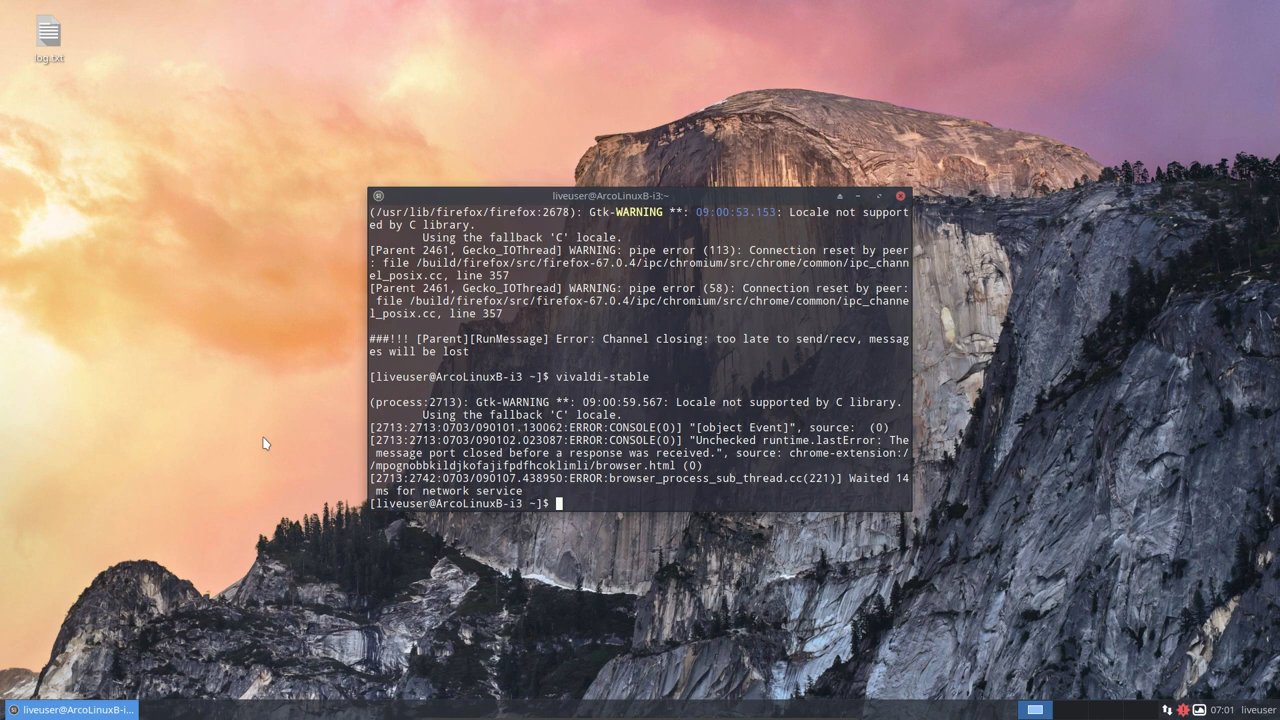 log.txt
liveuser@ArcoLinuxB-i3:~
(/usr/lib/firefox/firefox:2678): Gtk-WARNING **: 09:00:53.153: Locale not support
ed by C library.
Using the fallback 'C' locale.
[Parent 2461, Gecko_IOThread] WARNING: pipe error (113): Connection reset by peer
: file /build/firefox/src/firefox-67.0.4/ipc/chromium/src/chrome/common/ipc_chann
el_posix.cc, line 357
[Parent 2461, Gecko_IOThread] WARNING: pipe error (58): Connection reset by peer:
file /build/firefox/src/firefox-67.0.4/ipc/chromium/src/chrome/common/ipc_channe
l_posix.cc, line 357
###!!! [Parent][RunMessage] Error: Channel closing: too late to send/recv, messag
es will be lost
[liveuser@ArcoLinuxB-i3 ~]$ vivaldi-stable
(process:2713): Gtk-WARNING **: 09:00:59.567: Locale not supported by C library.
Using the fallback 'C' locale.
[2713:2713:0703/090101.130062:ERROR:CONSOLE(0)] "[object Event]", source:  (0)
[2713:2713:0703/090102.023087:ERROR:CONSOLE(0)] "Unchecked runtime.lastError: The
message port closed before a response was received.", source: chrome-extension:/
/mpognobbkildjkofajifpdfhcoklimli/browser.html (0)
[2713:2742:0703/090107.438950:ERROR:browser_process_sub_thread.cc(221)] Waited 14
ms for network service
[liveuser@ArcoLinuxB-i3 ~]$
liveuser@ArcoLinuxB-i...
07:01 liveuser